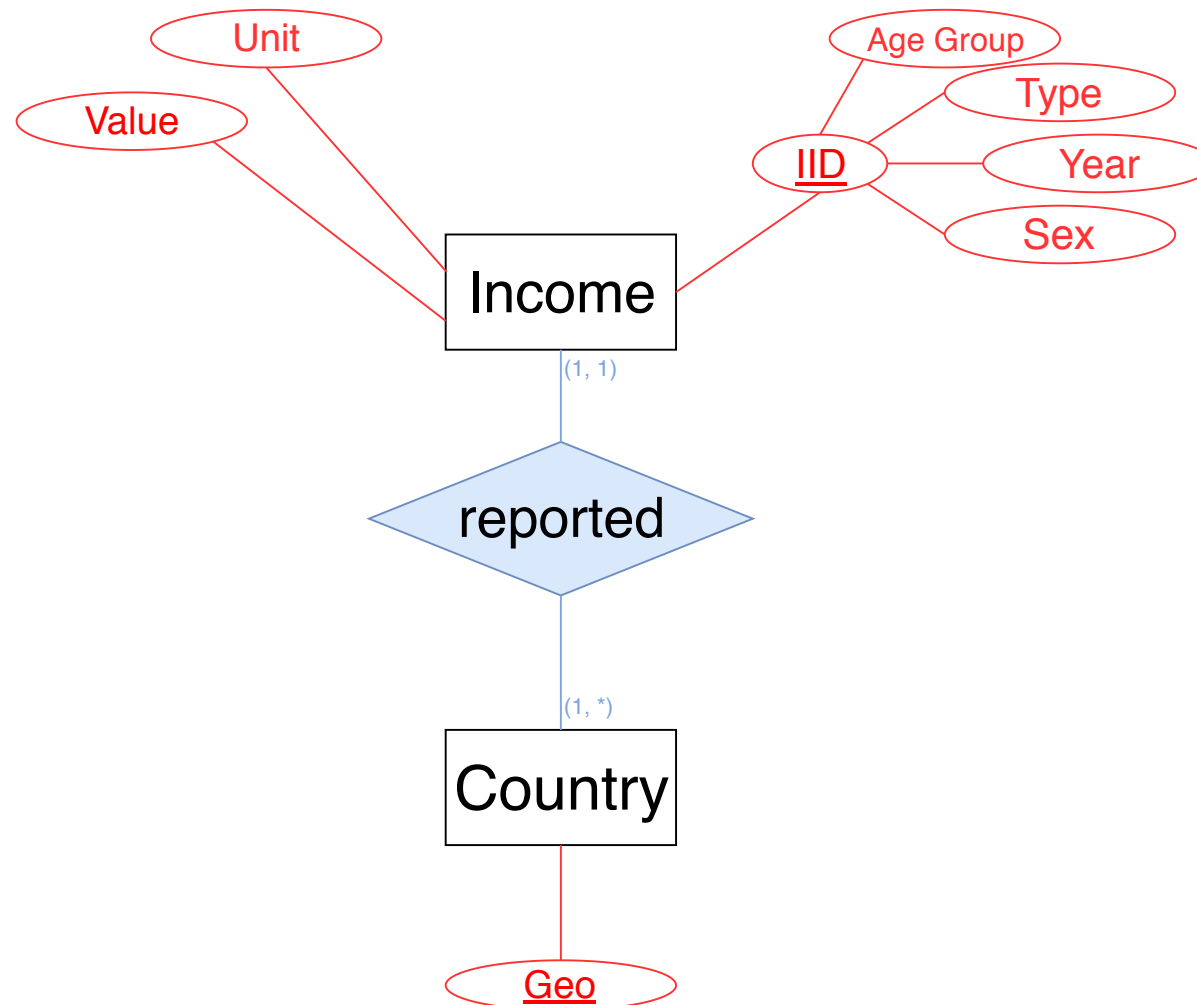 Unit
Age Group
Type
Value
IID
Year
Sex
Income
(1, 1)
reported
(1, *)
Country
Geo